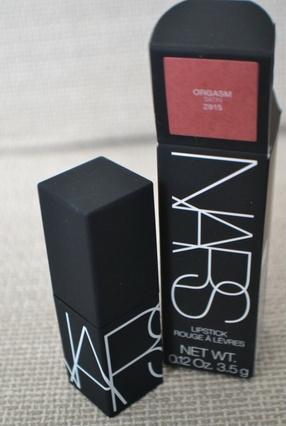 ORGASM
SATIN
2915
NARS
LIPSTICK
ROUGE À LÈVRES
NET WT.
0.12 Oz. 3.5 g
NARS